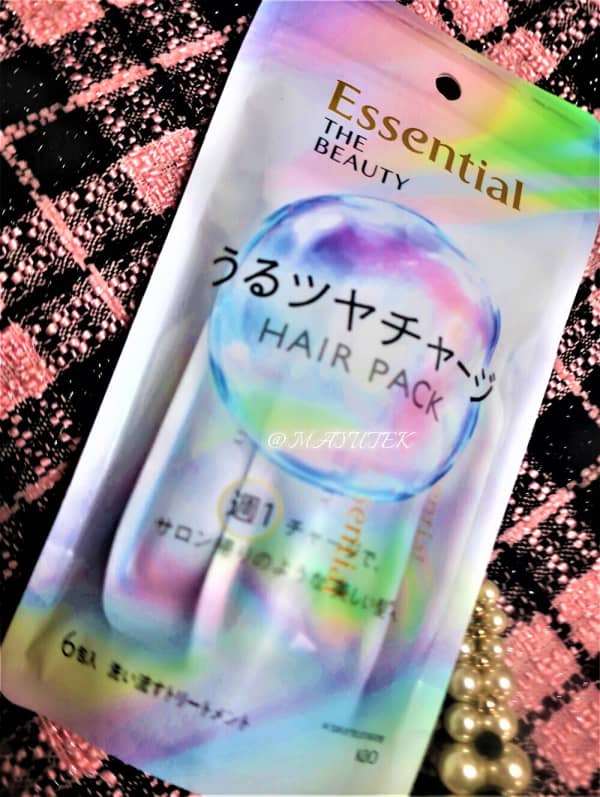 Essential
THE
BEAUTY
うるツヤチャージ
HAIR PACK
@MAYUTEK
週1 チャージで、
サロン帰りのような 美しい髪へ
6包入 洗い流すトリートメント